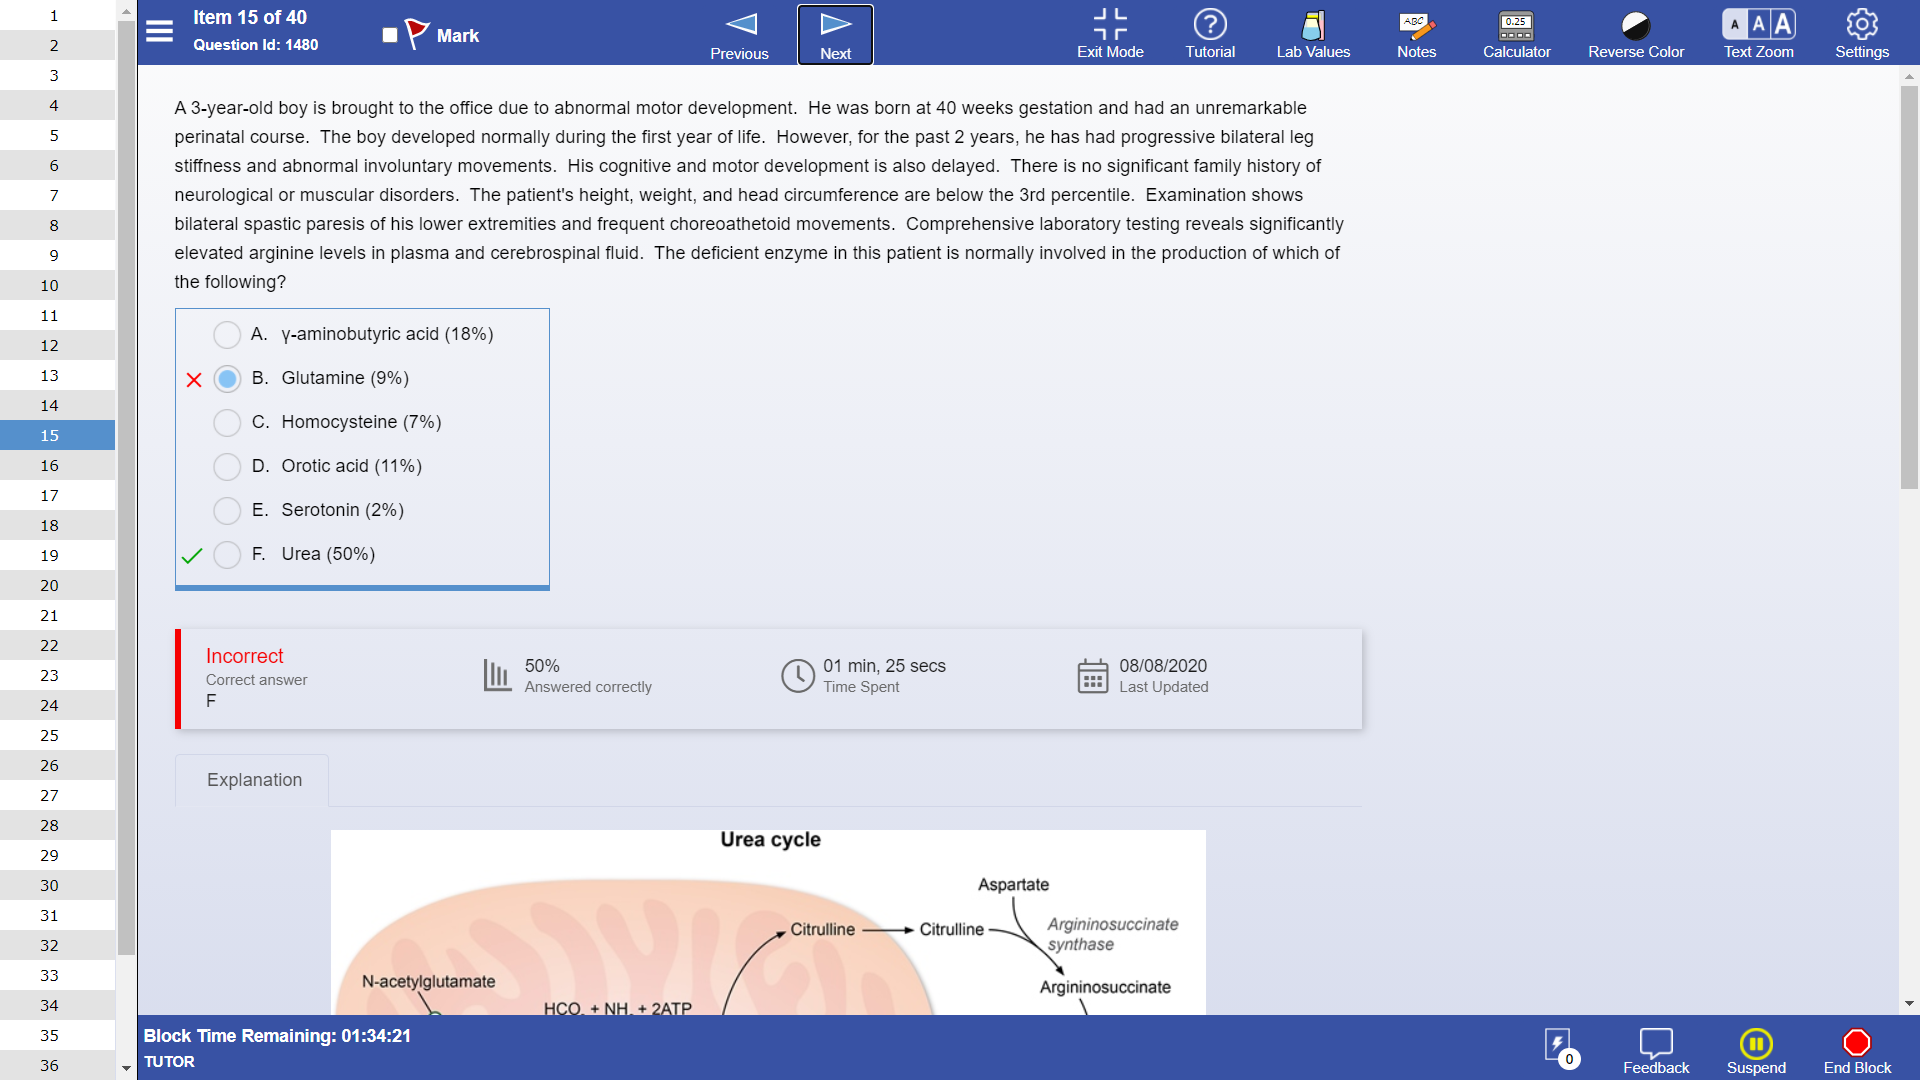 1
2
3
4
5
6
7
8
9
10
11
12
13
14
15
16
17
18
19
20
21
22
23
24
25
26
27
28
29
30
31
32
33
34
35
36
Item 15 of 40
Question Id: 1480
Mark
Previous
Next
Exit Mode
Tutorial
Lab Values
ABC
Notes
0.25
Calculator
Reverse Color
A A A
Text Zoom
Settings
A 3-year-old boy is brought to the office due to abnormal motor development.  He was born at 40 weeks gestation and had an unremarkable
perinatal course.  The boy developed normally during the first year of life.  However, for the past 2 years, he has had progressive bilateral leg
stiffness and abnormal involuntary movements.  His cognitive and motor development is also delayed.  There is no significant family history of
neurological or muscular disorders.  The patient's height, weight, and head circumference are below the 3rd percentile.  Examination shows
bilateral spastic paresis of his lower extremities and frequent choreoathetoid movements.  Comprehensive laboratory testing reveals significantly
elevated arginine levels in plasma and cerebrospinal fluid.  The deficient enzyme in this patient is normally involved in the production of which of
the following?
A. γ-aminobutyric acid (18%)
B. Glutamine (9%)
C. Homocysteine (7%)
D. Orotic acid (11%)
E. Serotonin (2%)
F. Urea (50%)
Incorrect
Correct answer
F
50%
Answered correctly
01 min, 25 secs
Time Spent
08/08/2020
Last Updated
Explanation
Urea cycle
Aspartate
Citrulline
Citrulline
Argininosuccinate
synthase
N-acetylglutamate
Argininosuccinate
HCO + NH + 2ATP
Block Time Remaining: 01:34:21
TUTOR
0
Feedback
Suspend
End Block